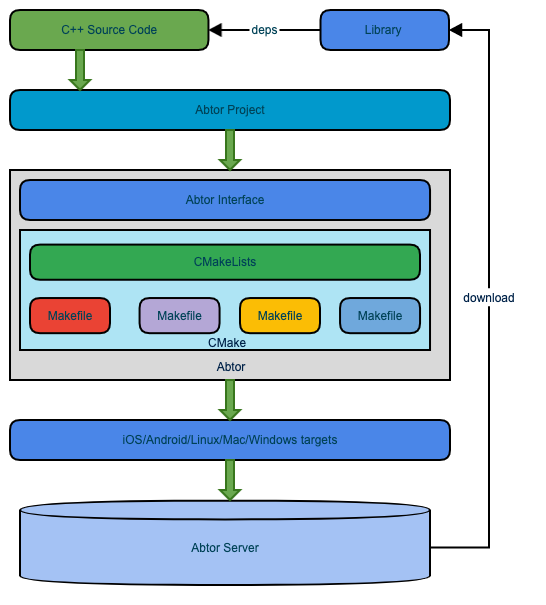 C++ Source Code
deps
Library
Abtor Project
Abtor Interface
CMakeLists
download
Makefile
Makefile
Makefile
Makefile
CMake
Abtor
iOS/Android/Linux/Mac/Windows targets
Abtor Server